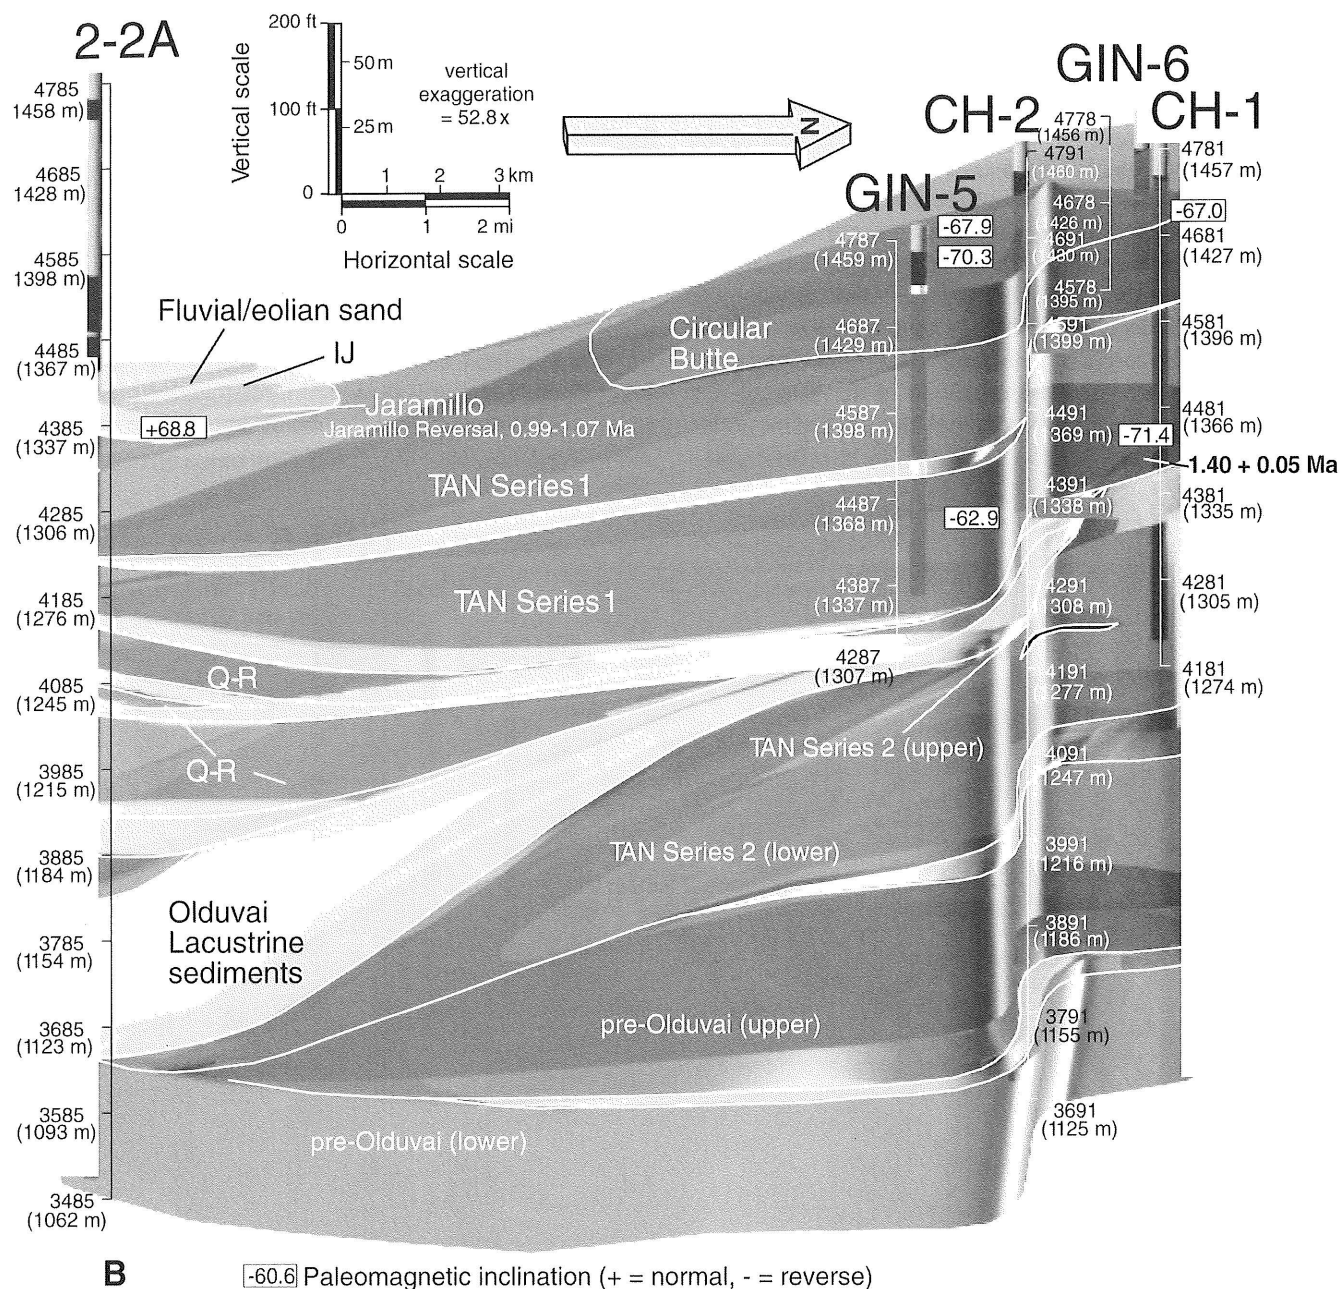 2-2A
200 ft
100 ft
0
50 m
25 m
Vertical scale
vertical
exaggeration
= 52.8 x
1
2
3 km
0
1
2 mi
Horizontal scale
N
GIN-6
CH-2
CH-1
GIN-5
4785
1458 m)
4685
1428 m)
4585
1398 m)
4485
(1367 m)
4385
(1337 m)
4285
(1306 m)
4185
(1276 m)
4085
(1245 m)
3985
(1215 m)
3885
(1184 m)
3785
(1154 m)
3685
(1123 m)
3585
(1093 m)
3485
(1062 m)
Fluvial/eolian sand
IJ
Jaramillo
Jaramillo Reversal, 0.99-1.07 Ma
+68.8
Circular
Butte
TAN Series 1
TAN Series 1
Q-R
Q-R
Olduvai
Lacustrine
sediments
TAN Series 2 (upper)
TAN Series 2 (lower)
pre-Olduvai (upper)
pre-Olduvai (lower)
4787
(1459 m)
4687
(1429 m)
4587
(1398 m)
4487
(1368 m)
4387
(1337 m)
4287
(1307 m)
-67.9
-70.3
-62.9
4778
(1456 m)
4791
(1460 m)
4678
(1426 m)
4691
(1430 m)
4578
(1395 m)
4591
(1399 m)
4491
(1369 m)
4391
(1338 m)
4291
(1308 m)
4191
(1277 m)
4091
(1247 m)
3991
(1216 m)
3891
(1186 m)
3791
(1155 m)
3691
(1125 m)
4781
(1457 m)
-67.0
4681
(1427 m)
4581
(1396 m)
4481
(1366 m)
-71.4
1.40 + 0.05 Ma
4381
(1335 m)
4281
(1305 m)
4181
(1274 m)
B
-60.6 Paleomagnetic inclination (+ = normal, - = reverse)